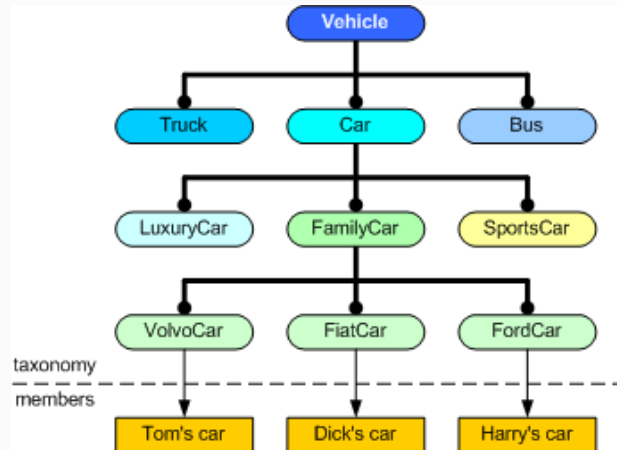 Vehicle
Truck
Car
Bus
LuxuryCar
FamilyCar
SportsCar
VolvoCar
FiatCar
FordCar
taxonomy
members
Tom's car
Dick's car
Harry's car